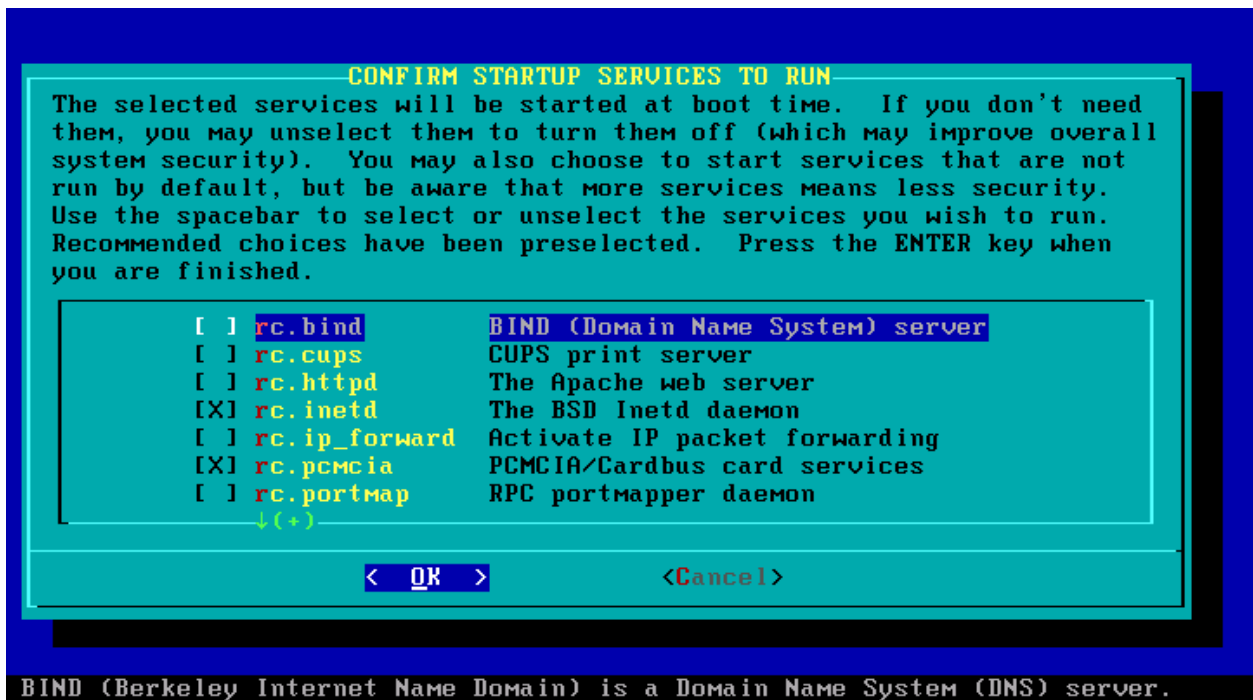 CONFIRM STARTUP SERVICES TO RUN
The selected services will be started at boot time.  If you don't need
them, you may unselect them to turn them off (which may improve overall
system security).  You may also choose to start services that are not
run by default, but be aware that more services means less security.
Use the spacebar to select or unselect the services you wish to run.
Recommended choices have been preselected.  Press the ENTER key when
you are finished.
[ ] rc.bind BIND (Domain Name System) server
[ ] rc.cups CUPS print server
[ ] rc.httpd The Apache web server
[X] rc.inetd The BSD Inetd daemon
[ ] rc.ip_forward Activate IP packet forwarding
[X] rc.pcmcia PCMCIA/Cardbus card services
[ ] rc.portmap RPC portmapper daemon
↓(+)
< OK > <Cancel>
BIND (Berkeley Internet Name Domain) is a Domain Name System (DNS) server.